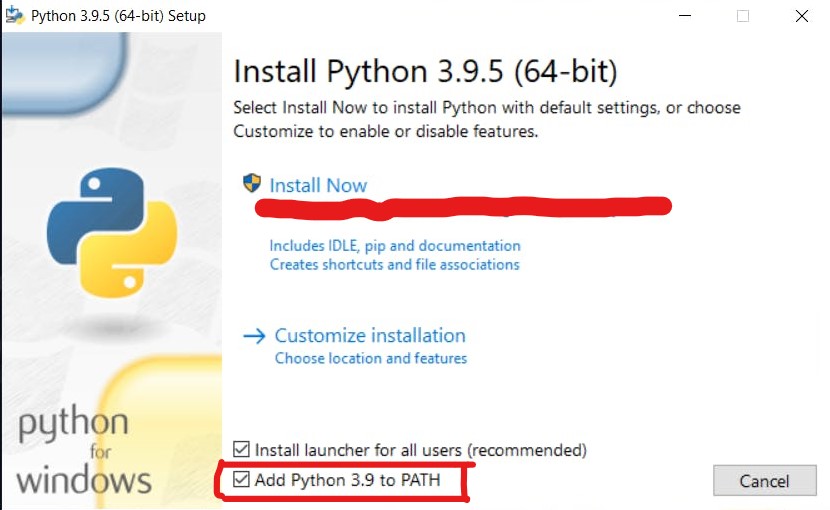 Python 3.9.5 (64-bit) Setup
Install Python 3.9.5 (64-bit)
Select Install Now to install Python with default settings, or choose
Customize to enable or disable features.
Install Now
Includes IDLE, pip and documentation
Creates shortcuts and file associations
Customize installation
Choose location and features
python
for
windows
Install launcher for all users (recommended)
Add Python 3.9 to PATH
Cancel